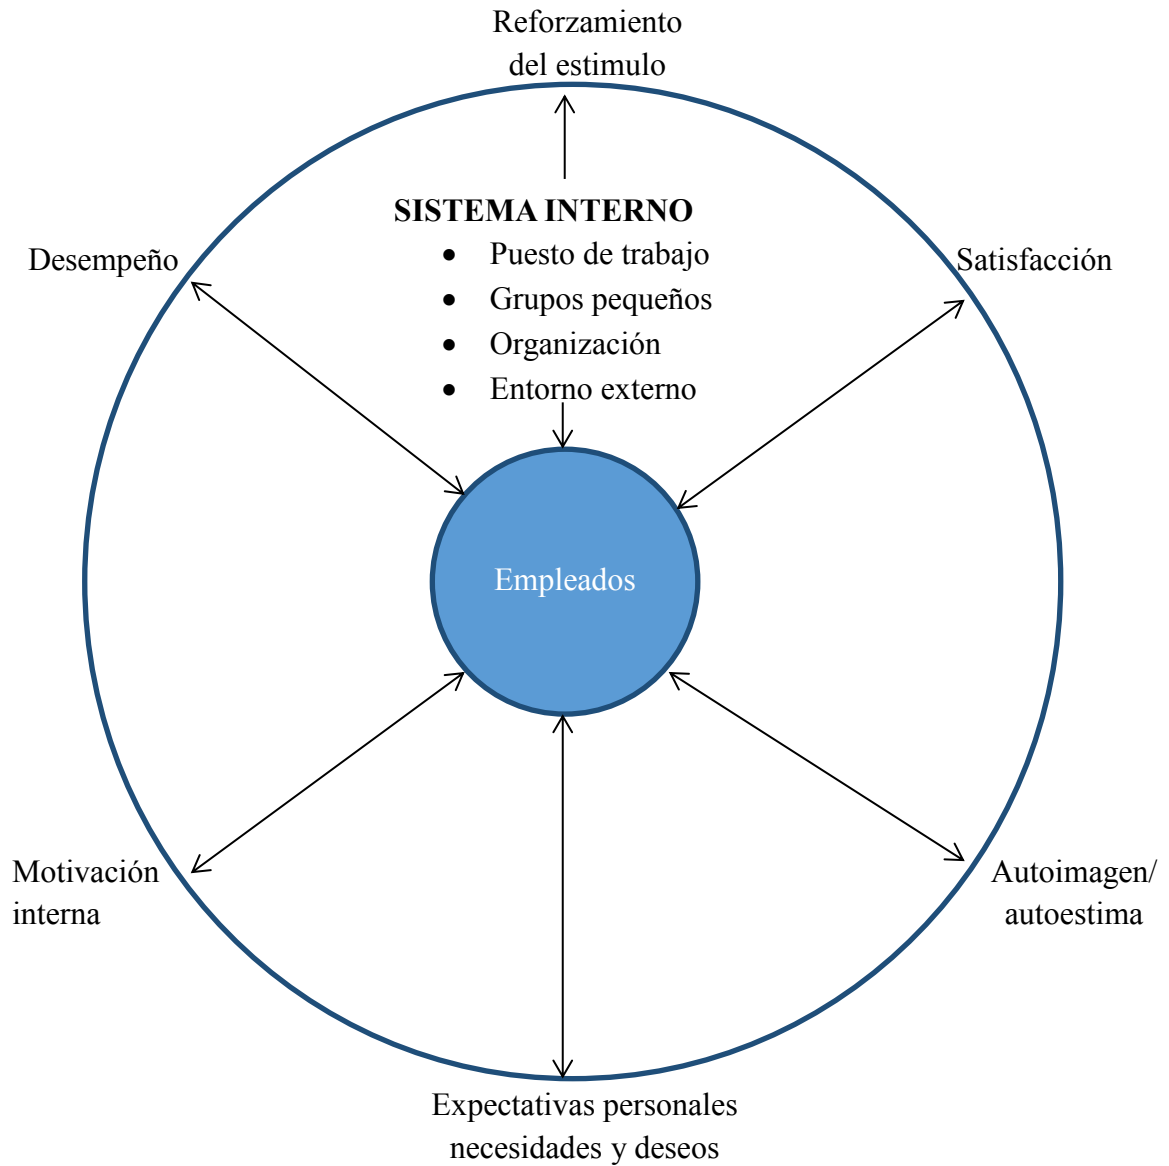 Reforzamiento
del estimulo
SISTEMA INTERNO
• Puesto de trabajo
• Grupos pequeños
• Organización
• Entorno externo
Desempeño
Satisfacción
Empleados
Motivación
interna
Autoimagen/
autoestima
Expectativas personales
necesidades y deseos